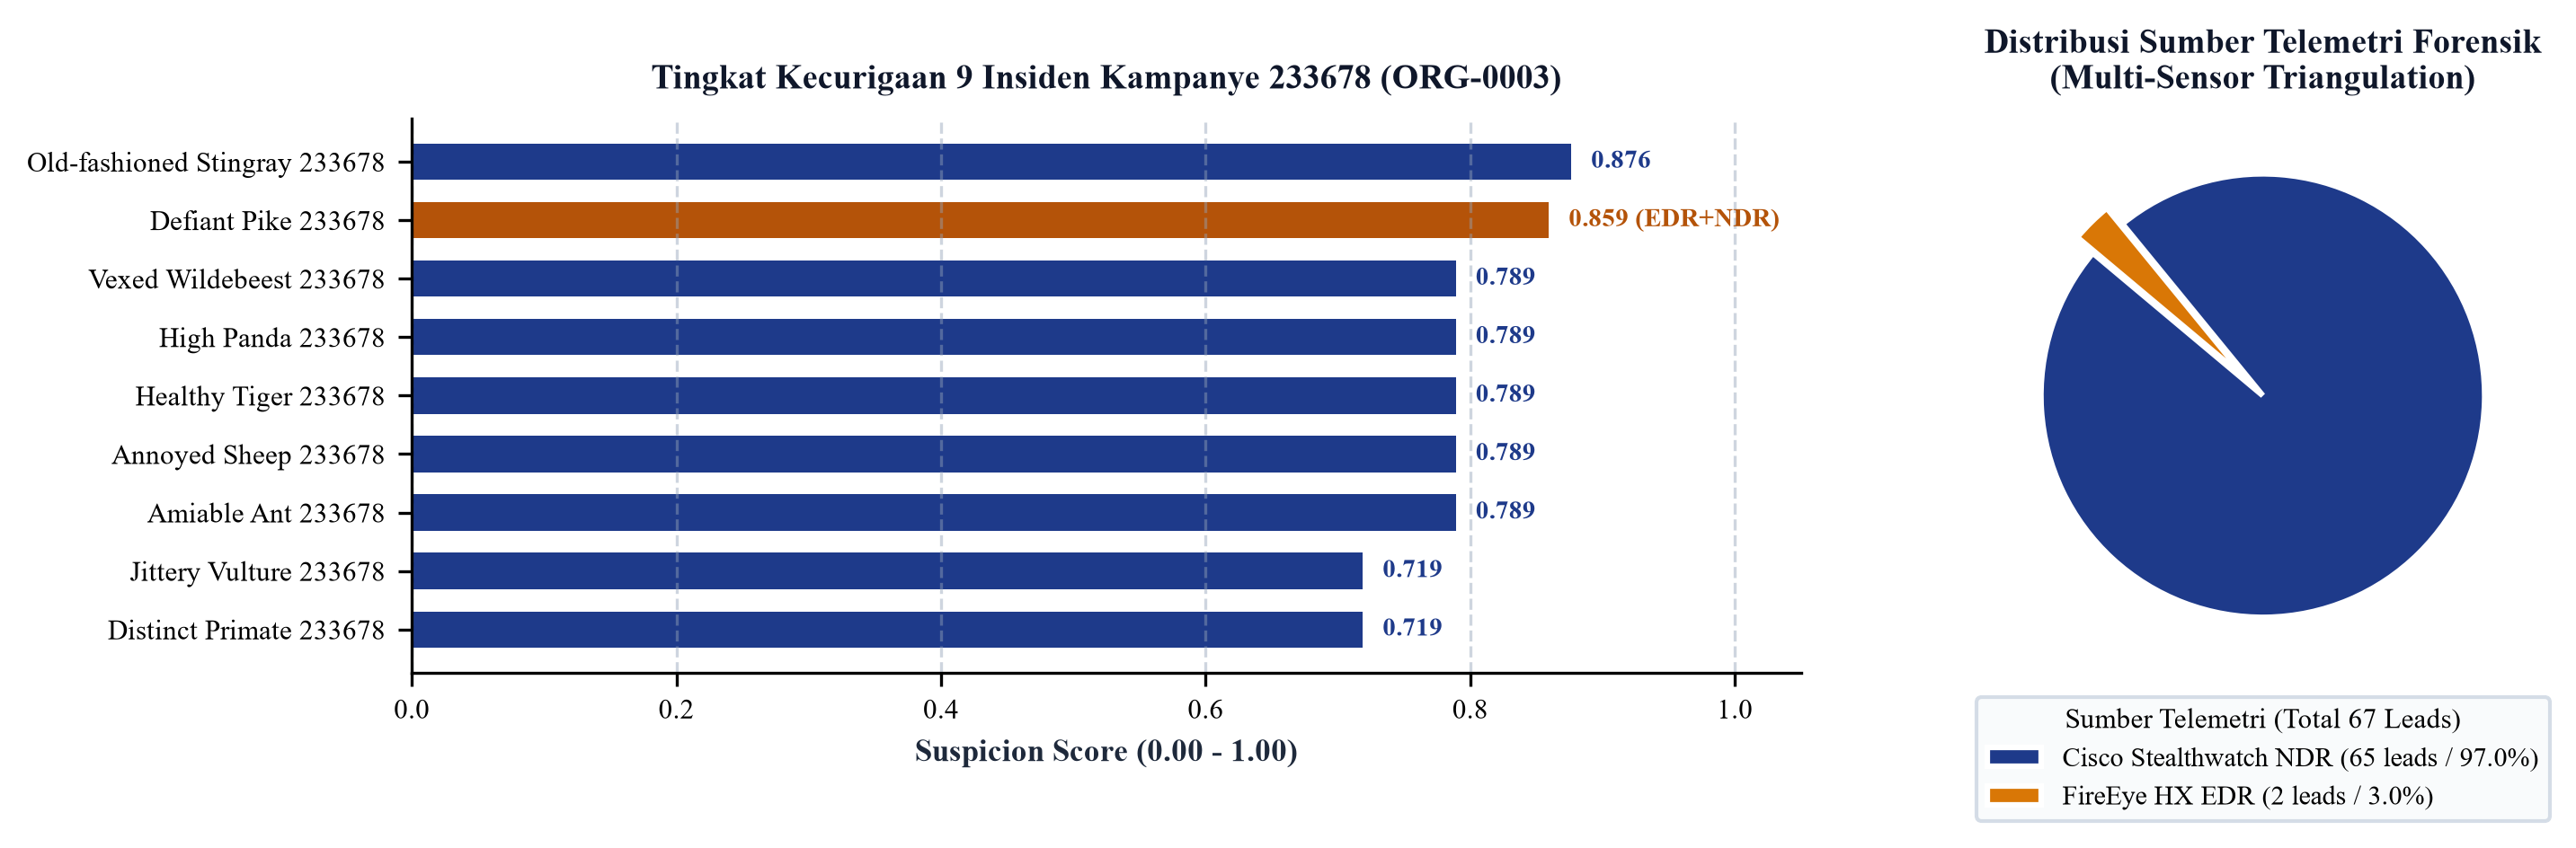 Tingkat Kecurigaan 9 Insiden Kampanye 233678 (ORG-0003)
Old-fashioned Stingray 233678
0.876
Defiant Pike 233678
0.859 (EDR+NDR)
Vexed Wildebeest 233678
0.789
High Panda 233678
0.789
Healthy Tiger 233678
0.789
Annoyed Sheep 233678
0.789
Amiable Ant 233678
0.789
Jittery Vulture 233678
0.719
Distinct Primate 233678
0.719
0.0 0.2 0.4 0.6 0.8 1.0
Suspicion Score (0.00 - 1.00)
Distribusi Sumber Telemetri Forensik
(Multi-Sensor Triangulation)
Sumber Telemetri (Total 67 Leads)
Cisco Stealthwatch NDR (65 leads / 97.0%)
FireEye HX EDR (2 leads / 3.0%)